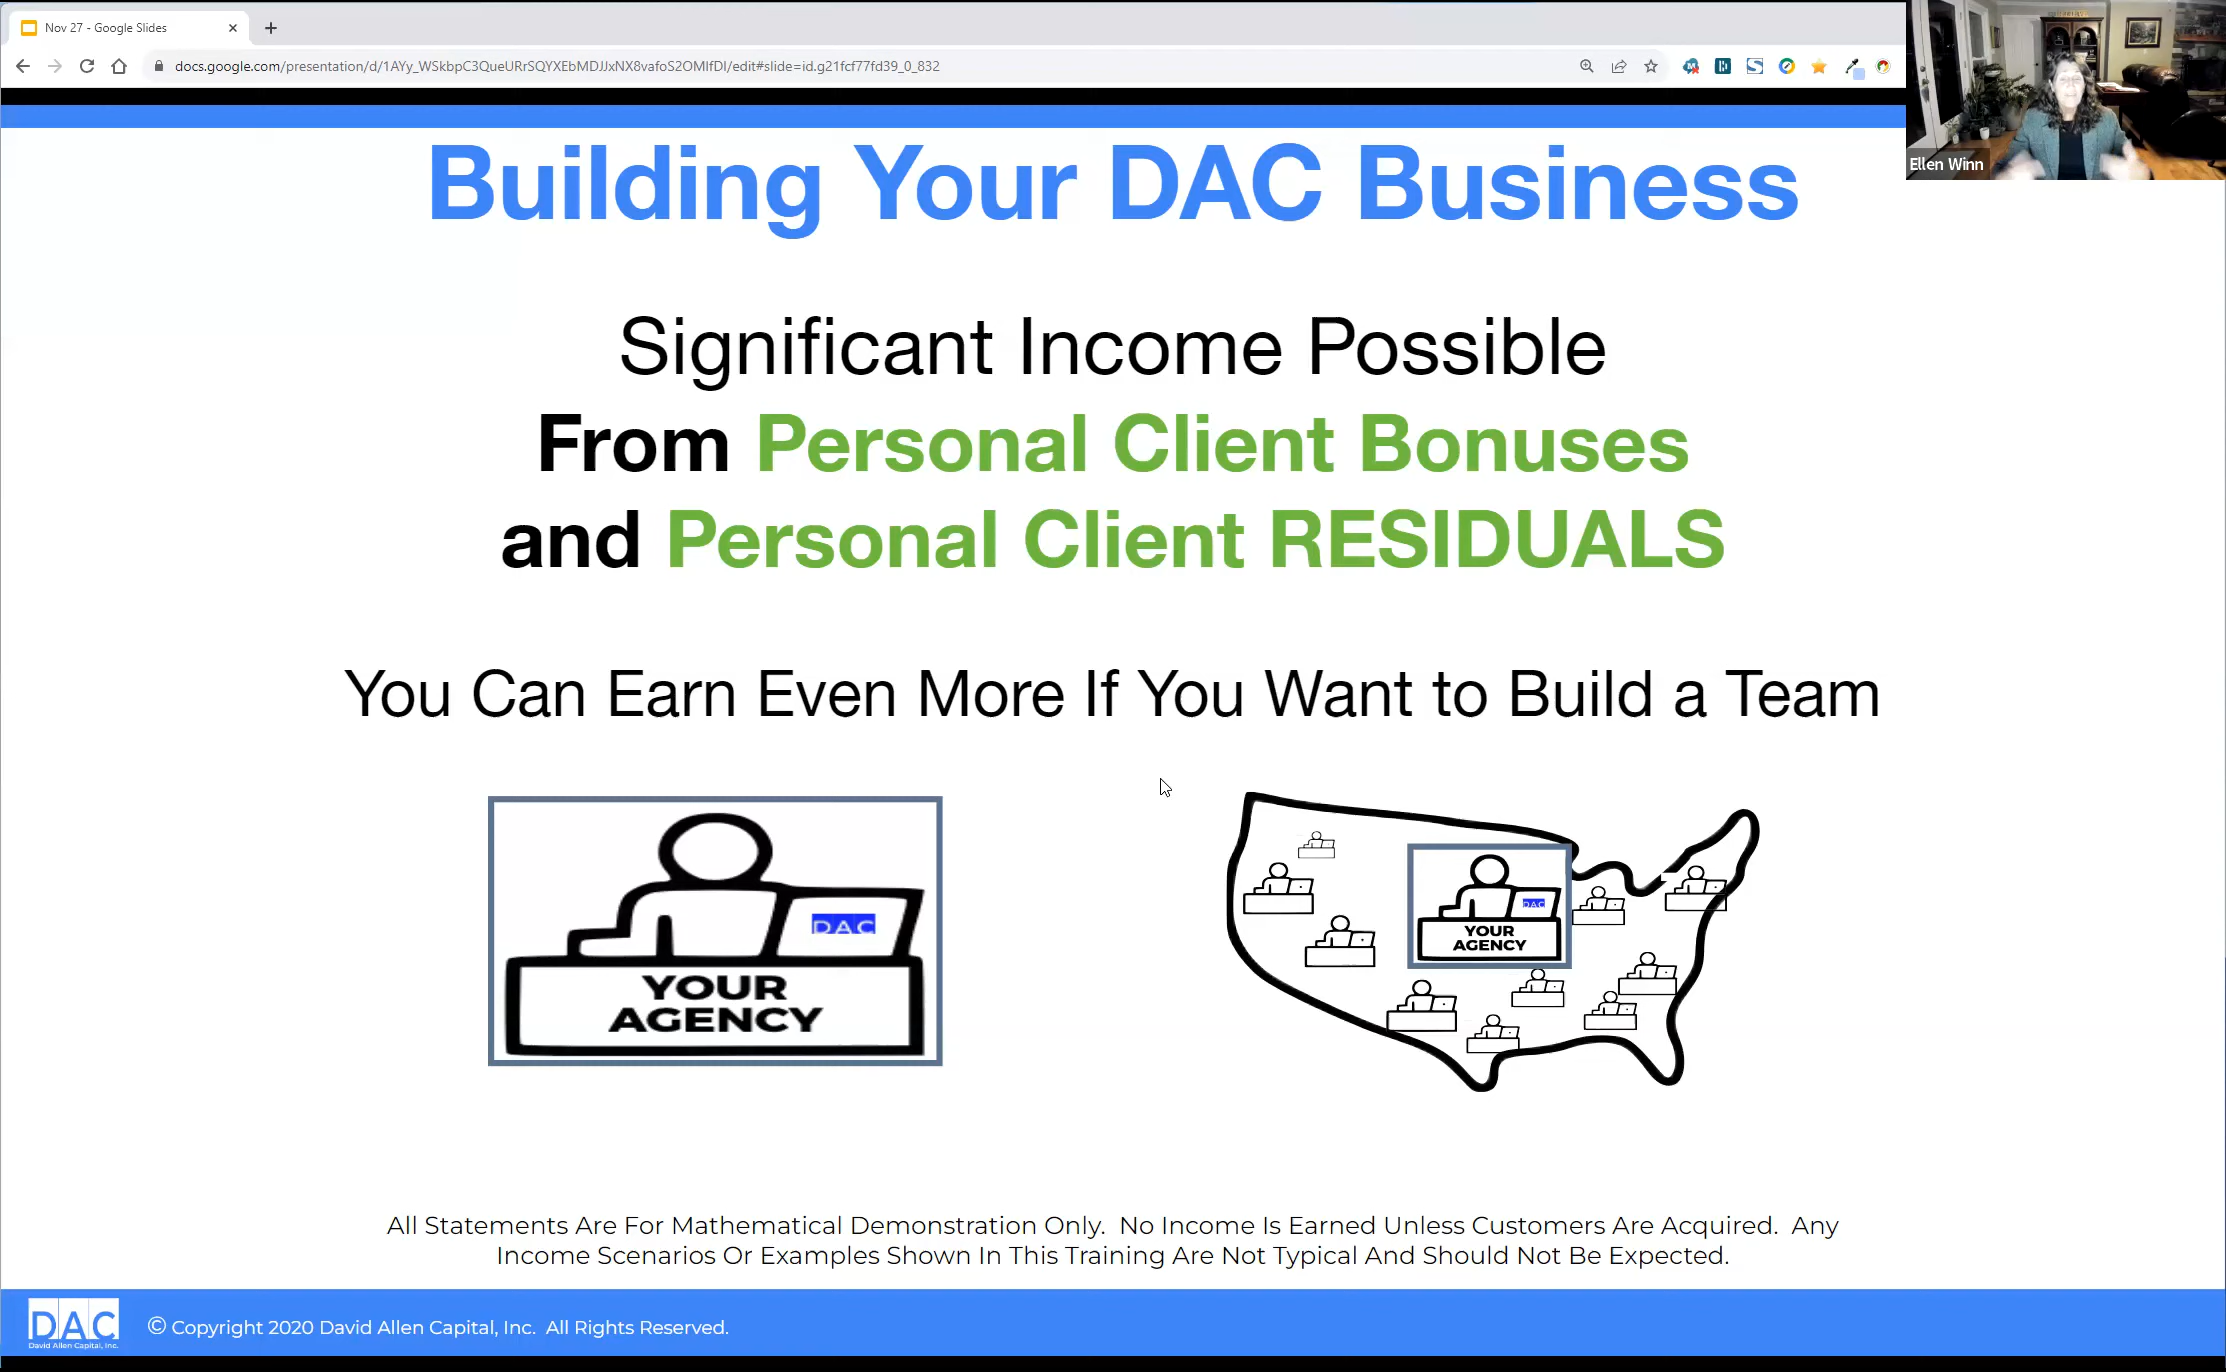 Nov 27 - Google Slides
docs.google.com/presentation/d/1AYy_WSkbpC3QueURrSQYXEbMDJJxNX8vafoS2OMlfDI/edit#slide=id.g21fcf77fd39_0_832
Ellen Winn
Building Your DAC Business
Significant Income Possible
From Personal Client Bonuses
and Personal Client RESIDUALS
You Can Earn Even More If You Want to Build a Team
DAC
YOUR
AGENCY
DAC
YOUR
AGENCY
All Statements Are For Mathematical Demonstration Only. No Income Is Earned Unless Customers Are Acquired. Any
Income Scenarios Or Examples Shown In This Training Are Not Typical And Should Not Be Expected.
DAC
David Allen Capital, Inc.
© Copyright 2020 David Allen Capital, Inc. All Rights Reserved.